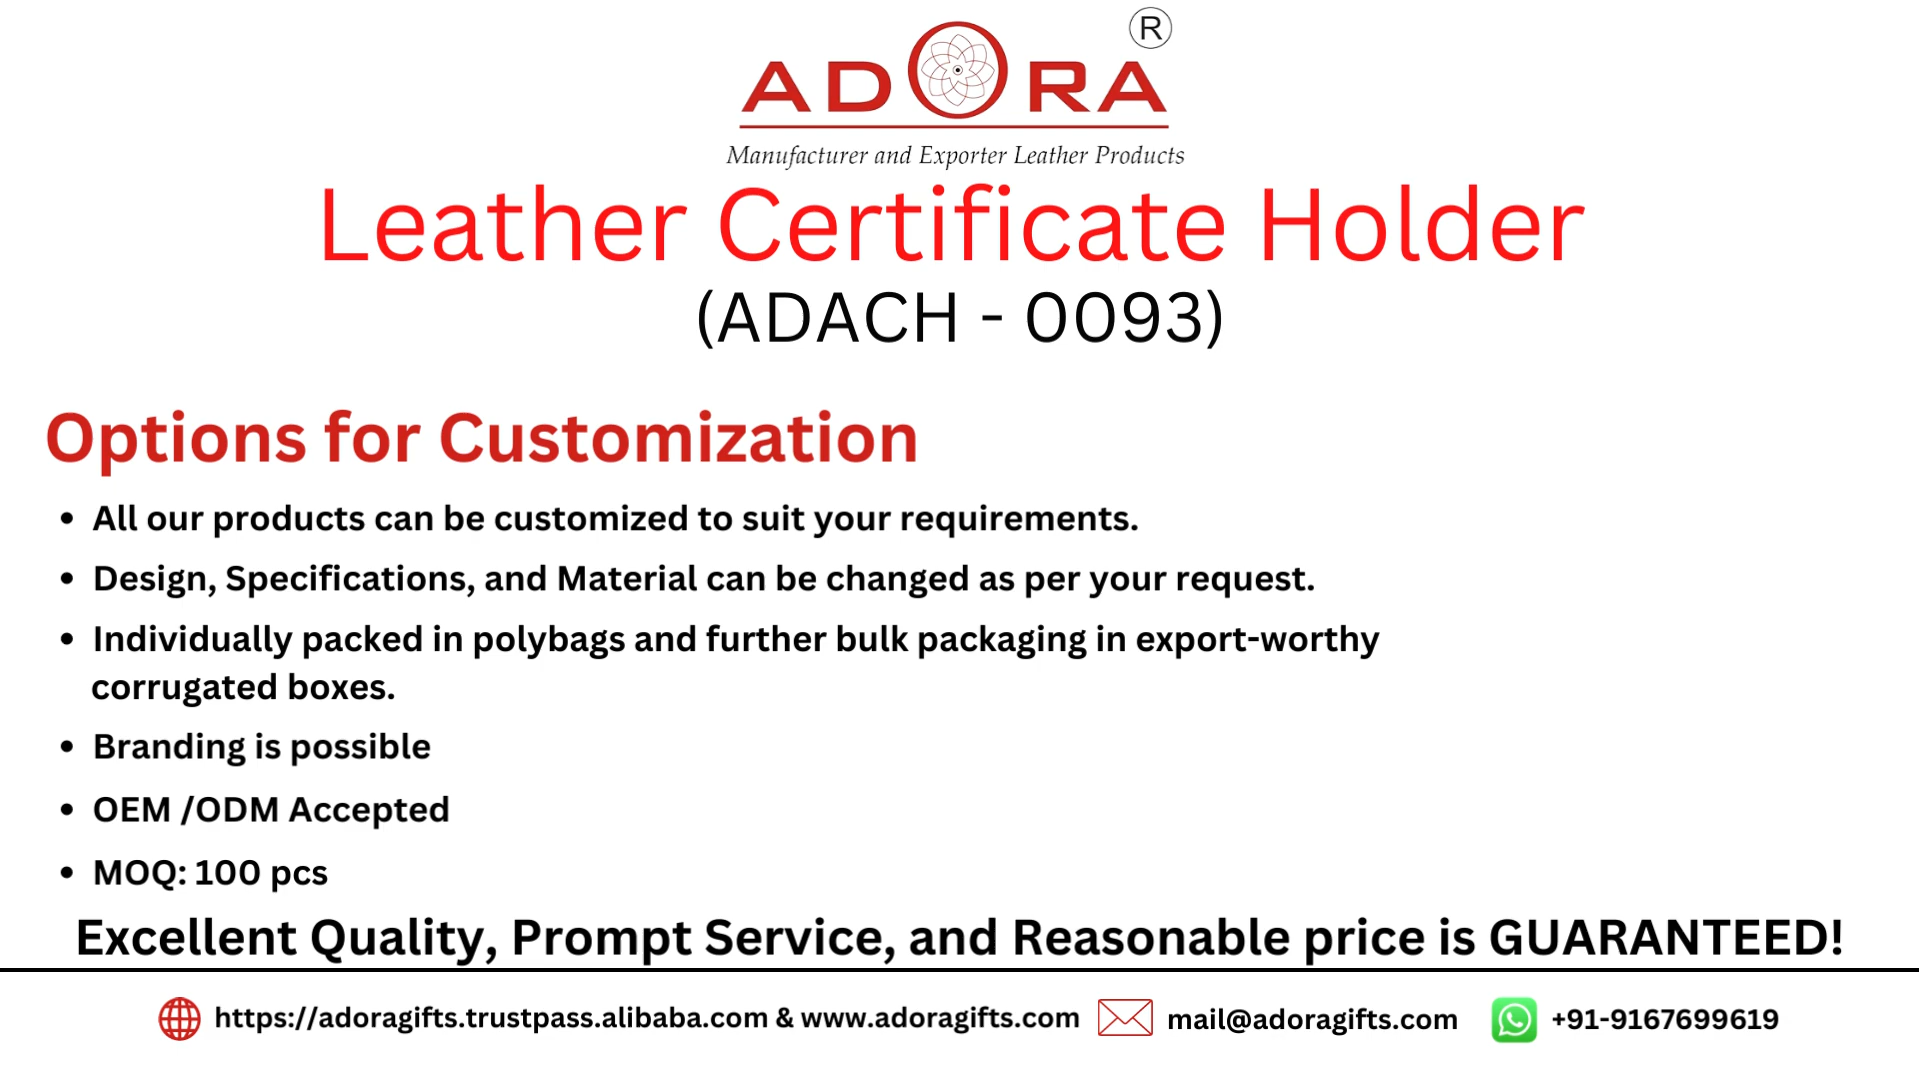 ADORA ®
Manufacturer and Exporter Leather Products
Leather Certificate Holder
(ADACH - 0093)
Options for Customization
• All our products can be customized to suit your requirements.
• Design, Specifications, and Material can be changed as per your request.
• Individually packed in polybags and further bulk packaging in export-worthy
corrugated boxes.
• Branding is possible
• OEM /ODM Accepted
• MOQ: 100 pcs
Excellent Quality, Prompt Service, and Reasonable price is GUARANTEED!
https://adoragifts.trustpass.alibaba.com & www.adoragifts.com mail@adoragifts.com +91-9167699619